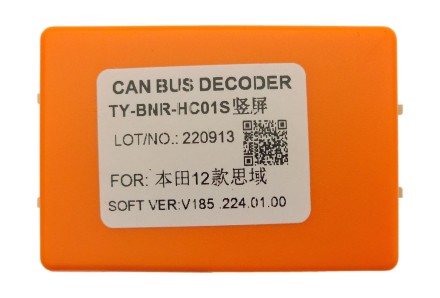 CAN BUS DECODER
TY-BNR-HC01S竖屏
LOT/NO.: 220913
FOR: 本田12款思域
SOFT VER:V185 .224.01.00